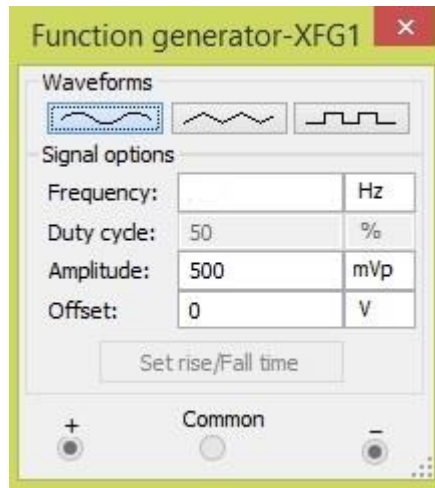 Function generator-XFG1 ×
Waveforms
Signal options
Frequency: Hz
Duty cycle: 50 %
Amplitude: 500 mVp
Offset: 0 V
Set rise/Fall time
+ Common −